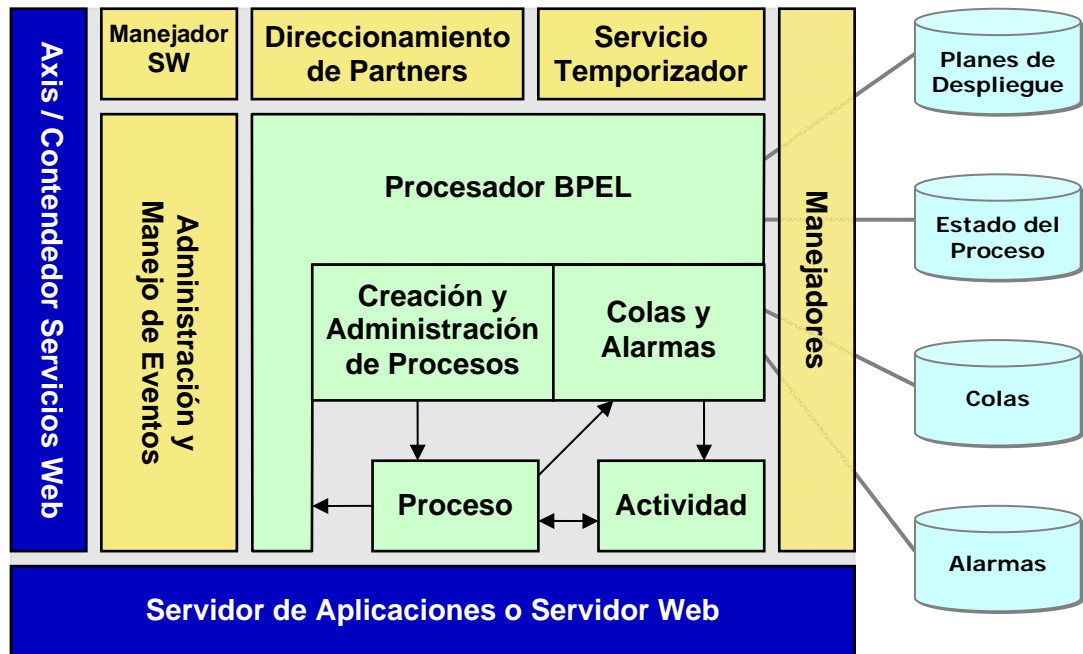 Axis / Contendedor Servicios Web
Manejador
SW
Direccionamiento
de Partners
Servicio
Temporizador
Administración y
Manejo de Eventos
Procesador BPEL
Creación y
Administración
de Procesos
Colas y
Alarmas
Proceso
Actividad
Manejadores
Servidor de Aplicaciones o Servidor Web
Planes de
Despliegue
Estado del
Proceso
Colas
Alarmas